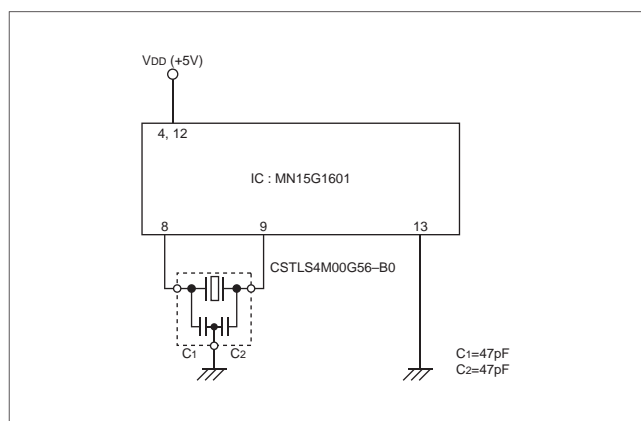 VDD (+5V)
4, 12
IC : MN15G1601
8
9
13
CSTLS4M00G56–B0
C1
C2
C1=47pF
C2=47pF